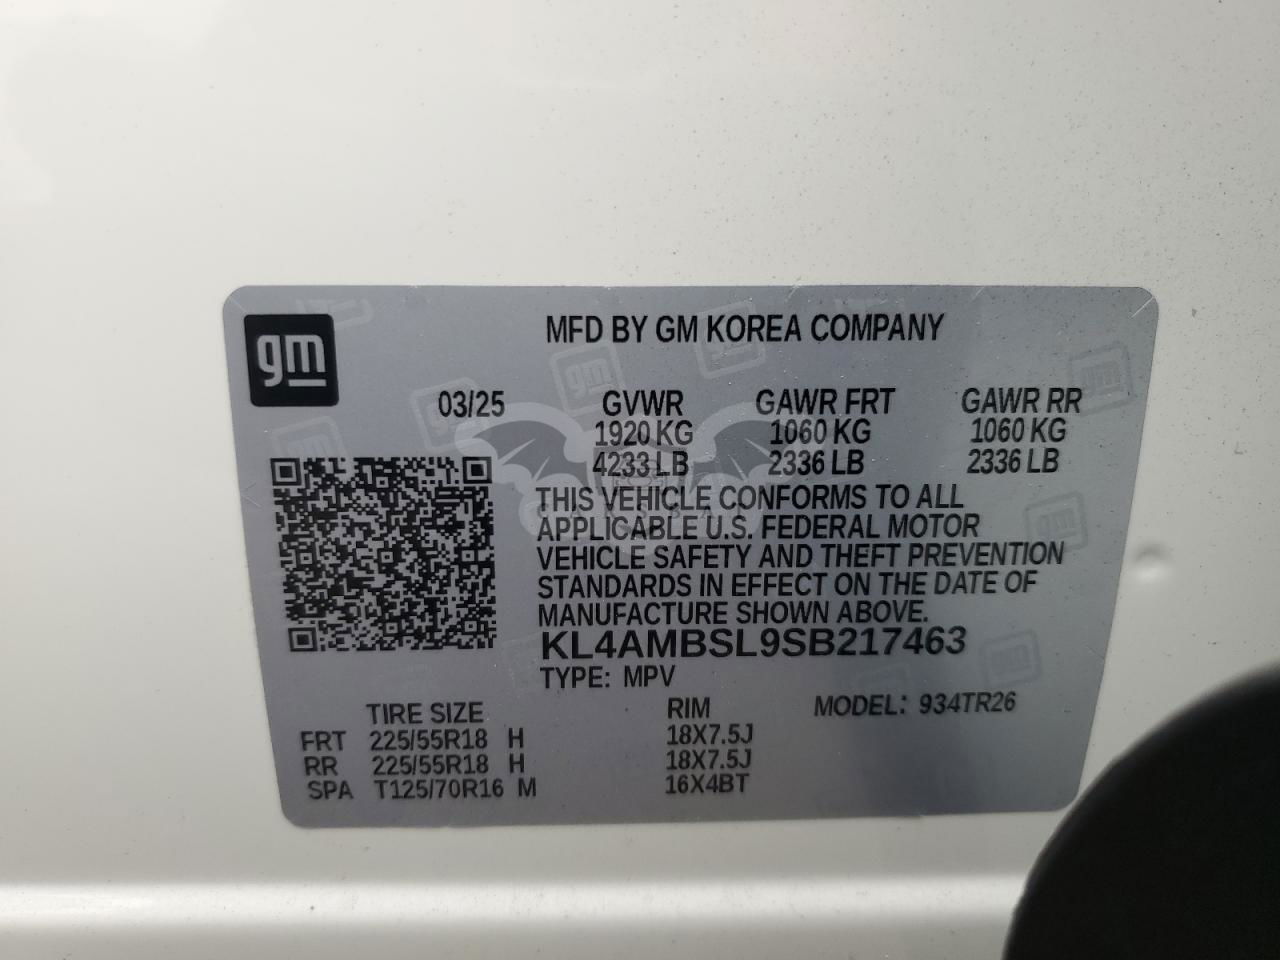 gm
MFD BY GM KOREA COMPANY
03/25 GVWR GAWR FRT GAWR RR
1920 KG 1060 KG 1060 KG
4233 LB 2336 LB 2336 LB
THIS VEHICLE CONFORMS TO ALL
APPLICABLE U.S. FEDERAL MOTOR
VEHICLE SAFETY AND THEFT PREVENTION
STANDARDS IN EFFECT ON THE DATE OF
MANUFACTURE SHOWN ABOVE.
KL4AMBSL9SB217463
TYPE: MPV
TIRE SIZE RIM MODEL: 934TR26
FRT 225/55R18 H 18X7.5J
RR 225/55R18 H 18X7.5J
SPA T125/70R16 M 16X4BT